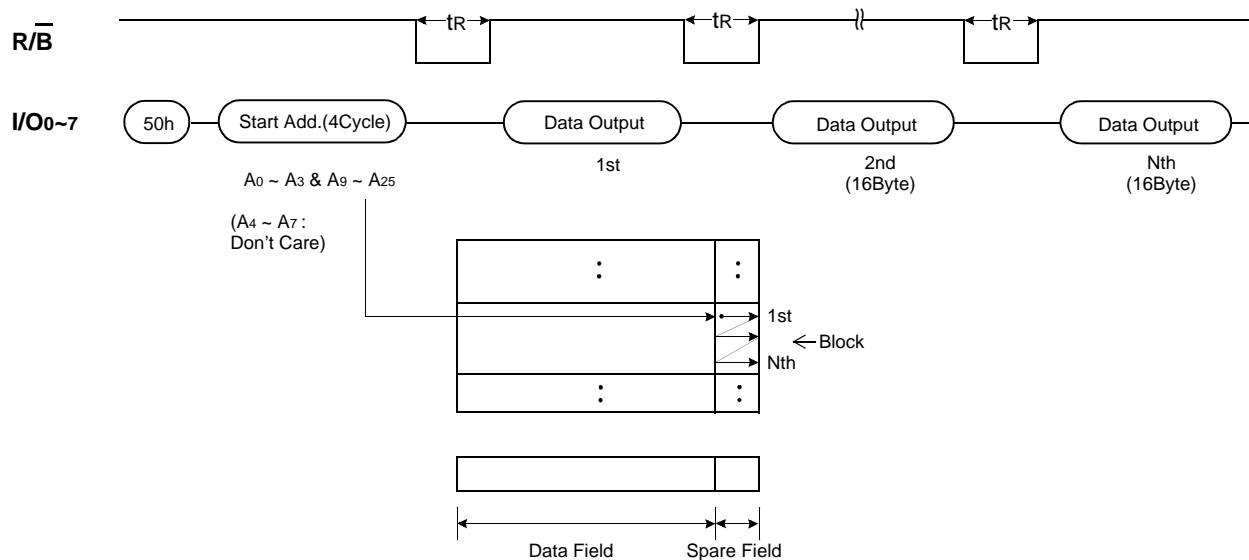 R/B
tR
tR
tR
I/O0~7
50h
Start Add.(4Cycle)
Data Output
Data Output
Data Output
1st
2nd
(16Byte)
Nth
(16Byte)
A0 ~ A3 & A9 ~ A25
(A4 ~ A7 :
Don't Care)
1st
Block
Nth
Data Field
Spare Field